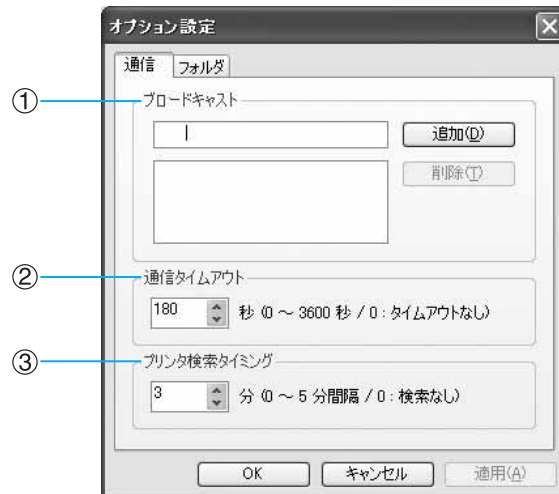 オプション設定
通信 フォルダ
① ブロードキャスト
追加(D)
削除(T)
② 通信タイムアウト
180 秒 (0 ～ 3600 秒 / 0 : タイムアウトなし)
③ プリンタ検索タイミング
3 分 (0 ～ 5 分間隔 / 0 : 検索なし)
OK キャンセル 適用(A)